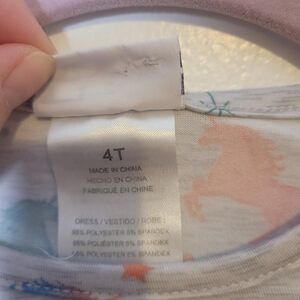 4T
MADE IN CHINA
HECHO EN CHINA
FABRIQUÉ EN CHINE
DRESS / VESTIDO / ROBE:
95% POLYESTER 5% SPANDEX
95% POLIÉSTER 5% SPANDEX
95% POLYESTER 5% SPANDEX